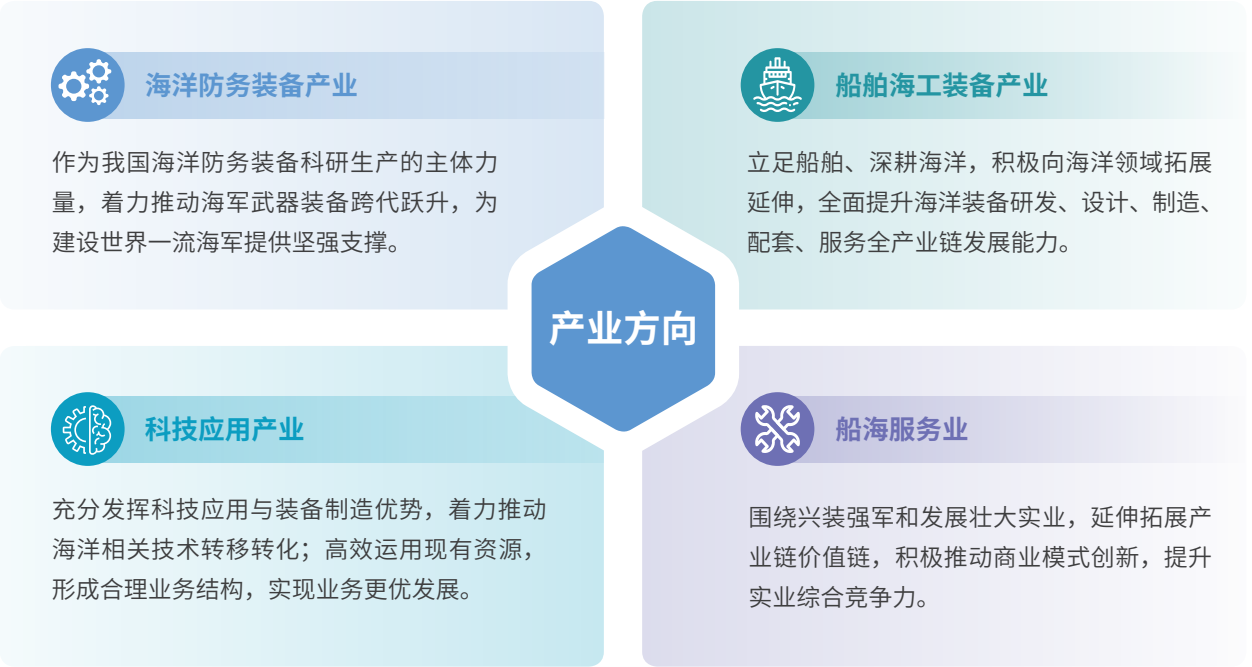 海洋防务装备产业
作为我国海洋防务装备科研生产的主体力
量，着力推动海军武器装备跨代跃升，为
建设世界一流海军提供坚强支撑。
船舶海工装备产业
立足船舶、深耕海洋，积极向海洋领域拓展
延伸，全面提升海洋装备研发、设计、制造、
配套、服务全产业链发展能力。
产业方向
科技应用产业
充分发挥科技应用与装备制造优势，着力推动
海洋相关技术转移转化；高效运用现有资源，
形成合理业务结构，实现业务更优发展。
船海服务业
围绕兴装强军和发展壮大实业，延伸拓展产
业链价值链，积极推动商业模式创新，提升
实业综合竞争力。